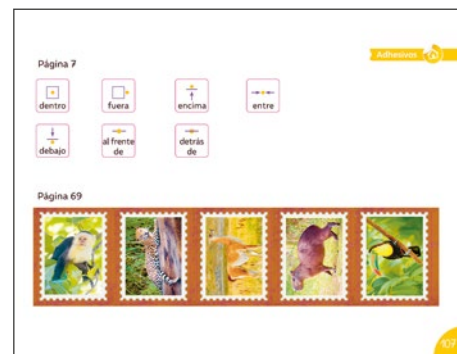 Adhesivos
Página 7
dentro
fuera
encima
entre
debajo
al frente
de
detrás
de
Página 69
107